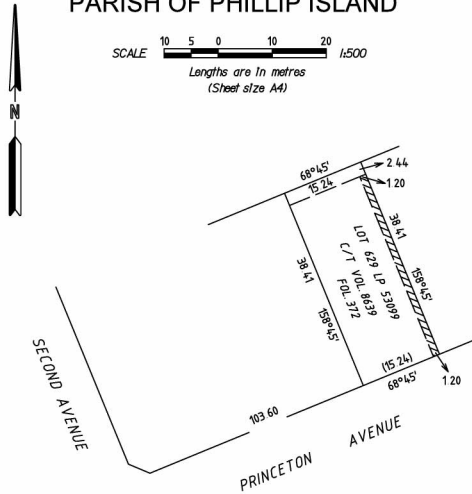 PARISH OF PHILLIP ISLAND
SCALE
10 5 0 10 20
1:500
Lengths are in metres
(Sheet size A4)
N
68°45'
15 24
2 44
1.20
38 41
158°45'
LOT 629 LP 53099
C/T VOL. 8639
FOL. 372
38 41
158°45'
(15.24)
68°45'
1.20
103 60
SECOND AVENUE
PRINCETON AVENUE